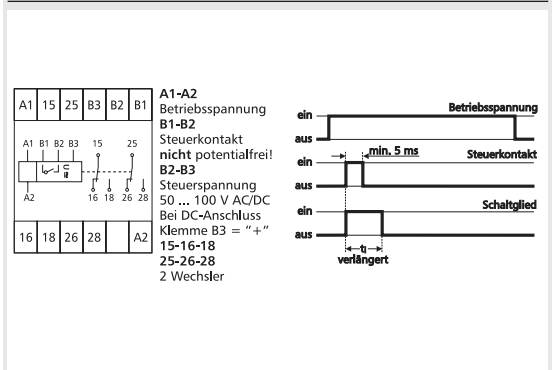 A1 15 25 B3 B2 B1
A1 B1 B2 B3 15 25
A2 16 18 26 28
16 18 26 28 A2
A1-A2
Betriebsspannung
B1-B2
Steuerkontakt
nicht potentialfrei!
B2-B3
Steuerspannung
50 ... 100 V AC/DC
Bei DC-Anschluss
Klemme B3 = "+"
15-16-18
25-26-28
2 Wechsler
Betriebsspannung
ein
aus
min. 5 ms
Steuerkontakt
ein
aus
Schaltglied
ein
aus
verlängert